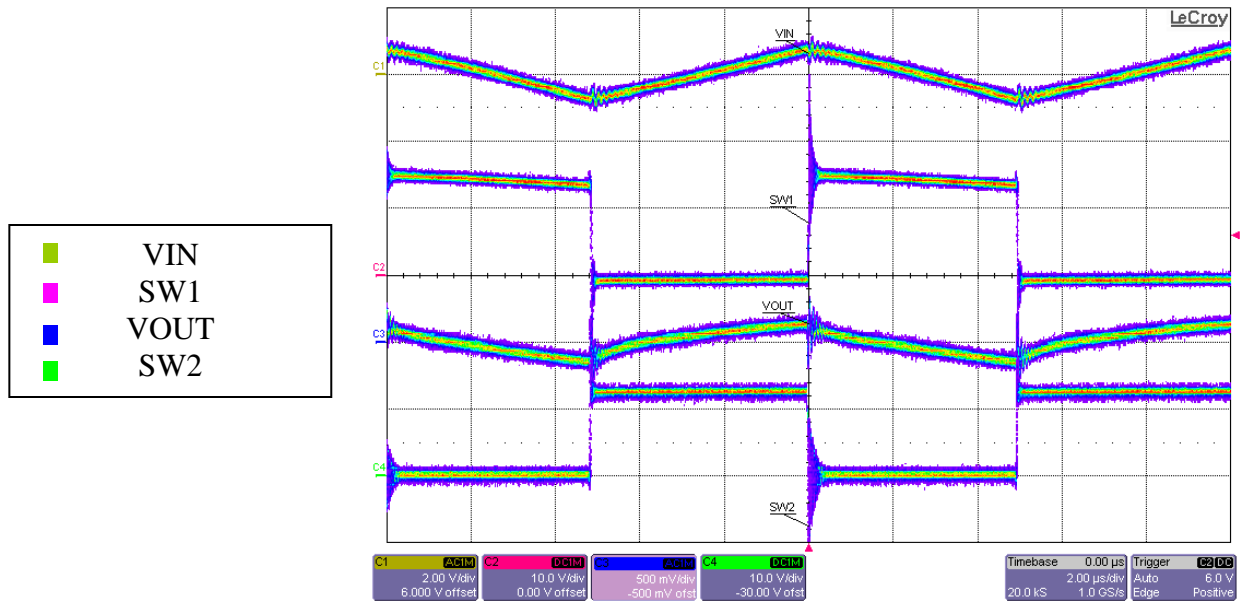 VIN
SW1
VOUT
SW2
LeCroy
VIN
C1
SW1
C2
VOUT
C3
C4
SW2
C1 AC1M
2.00 V/div
6.000 V offset
C2 DC1M
10.0 V/div
0.00 V offset
C3 AC1M
500 mV/div
-500 mV ofst
C4 DC1M
10.0 V/div
-30.00 V ofst
Timebase 0.00 µs
2.00 µs/div
20.0 kS 1.0 GS/s
Trigger C2 DC
Auto 6.0 V
Edge Positive